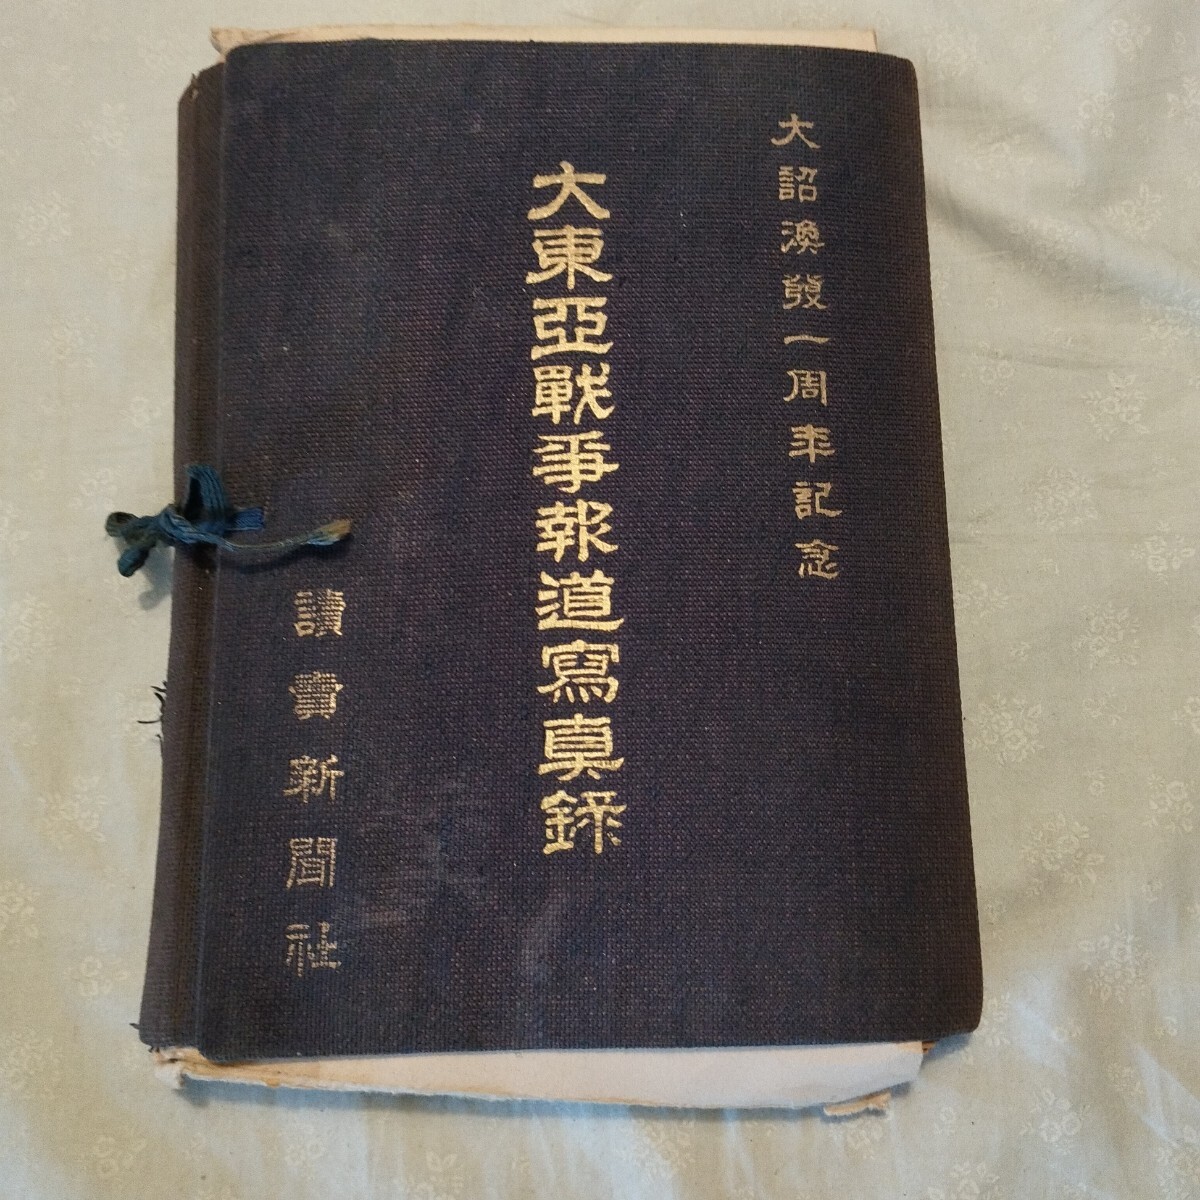 大詔渙發一周年記念
大東亞戰爭報道寫真錄
讀賣新聞社